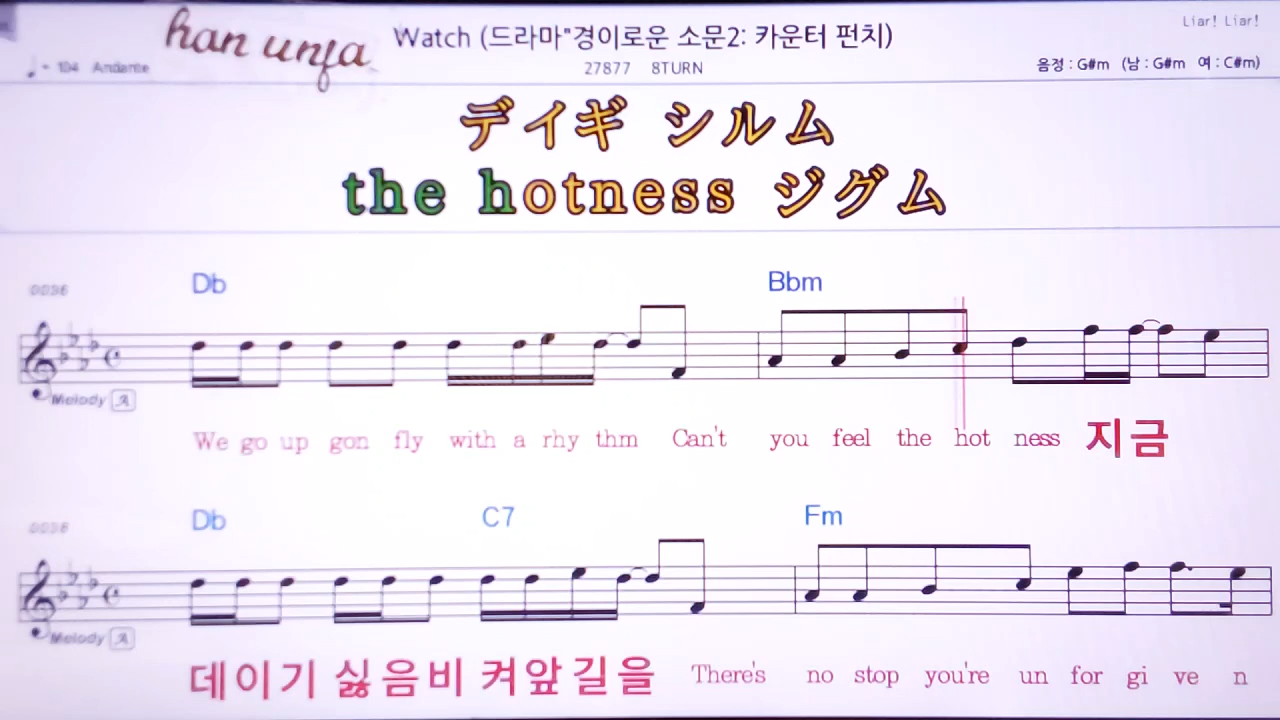 Liar! Liar!
han unfa
Watch (드라마"경이로운 소문2: 카운터 펀치)
♩= 104 Andante
27877 8TURN
음정 : G#m (남 : G#m 여 : C#m)
デイギ シルム
the hotness ジグム
0036
Db Bbm
Melody A
We go up gon fly with a rhy thm Can't you feel the hot ness 지금
0038
Db C7 Fm
Melody A
데이기 싫음비 켜앞길을 There's no stop you're un for gi ve n